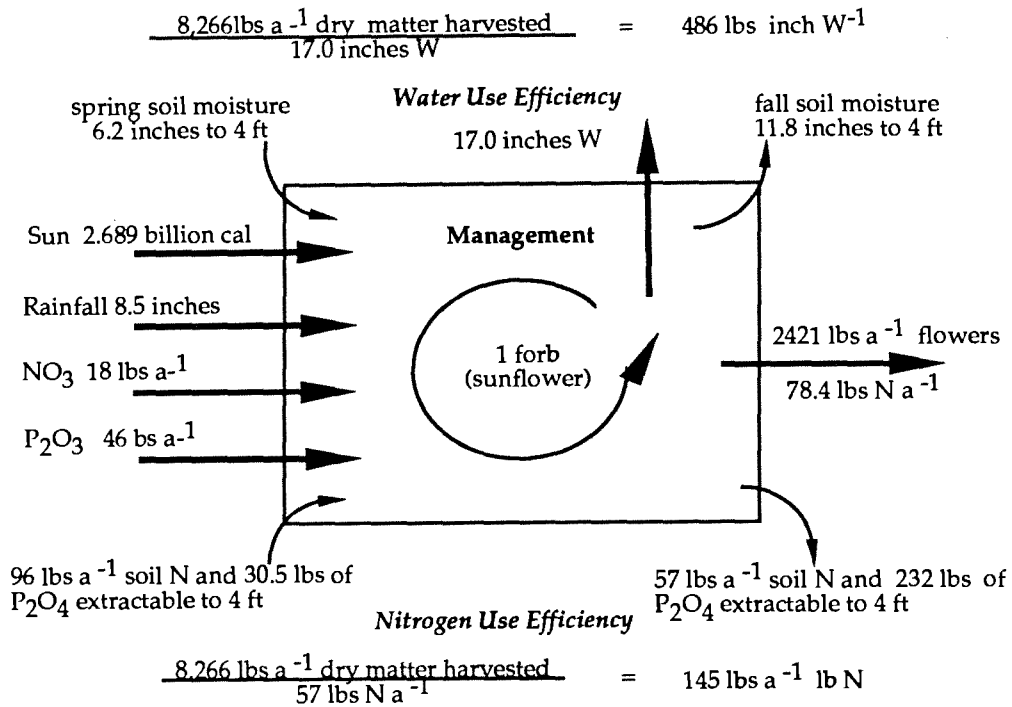 8,266lbs a -1 dry matter harvested = 486 lbs inch W-1
17.0 inches W
Water Use Efficiency
spring soil moisture
6.2 inches to 4 ft
17.0 inches W
fall soil moisture
11.8 inches to 4 ft
Sun 2.689 billion cal
Management
Rainfall 8.5 inches
NO3 18 lbs a-1
1 forb
(sunflower)
2421 lbs a -1 flowers
78.4 lbs N a -1
P2O3 46 bs a-1
96 lbs a -1 soil N and 30.5 lbs of
P2O4 extractable to 4 ft
57 lbs a -1 soil N and 232 lbs of
P2O4 extractable to 4 ft
Nitrogen Use Efficiency
8.266 lbs a -1 dry matter harvested = 145 lbs a -1 lb N
57 lbs N a -1